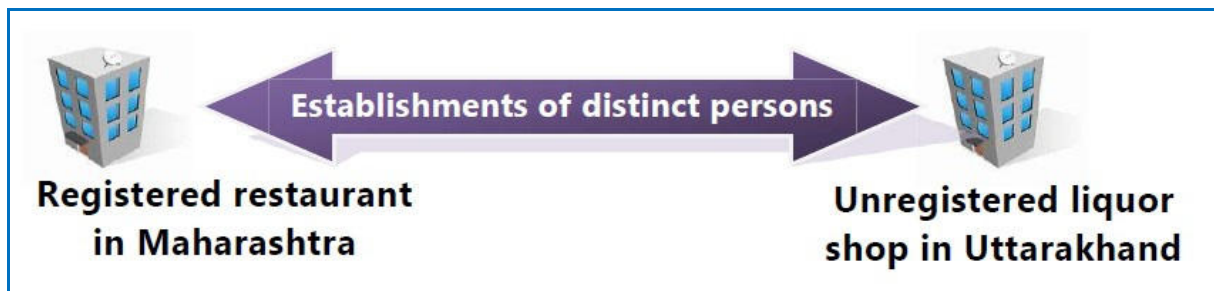 Establishments of distinct persons
Registered restaurant
in Maharashtra
Unregistered liquor
shop in Uttarakhand